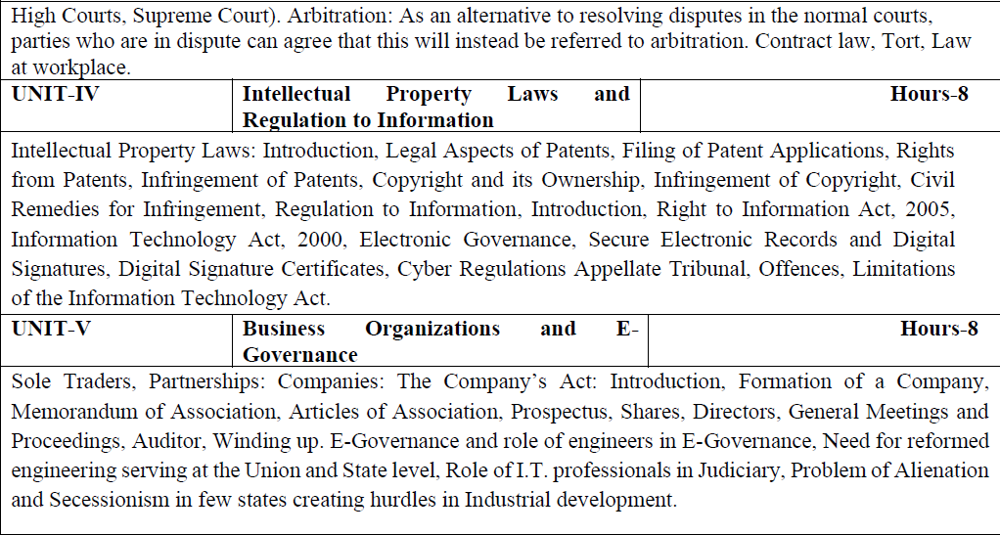 High Courts, Supreme Court). Arbitration: As an alternative to resolving disputes in the normal courts,
parties who are in dispute can agree that this will instead be referred to arbitration. Contract law, Tort, Law
at workplace.
UNIT-IV Intellectual Property Laws and Hours-8
Regulation to Information
Intellectual Property Laws: Introduction, Legal Aspects of Patents, Filing of Patent Applications, Rights
from Patents, Infringement of Patents, Copyright and its Ownership, Infringement of Copyright, Civil
Remedies for Infringement, Regulation to Information, Introduction, Right to Information Act, 2005,
Information Technology Act, 2000, Electronic Governance, Secure Electronic Records and Digital
Signatures, Digital Signature Certificates, Cyber Regulations Appellate Tribunal, Offences, Limitations
of the Information Technology Act.
UNIT-V Business Organizations and E- Hours-8
Governance
Sole Traders, Partnerships: Companies: The Company’s Act: Introduction, Formation of a Company,
Memorandum of Association, Articles of Association, Prospectus, Shares, Directors, General Meetings and
Proceedings, Auditor, Winding up. E-Governance and role of engineers in E-Governance, Need for reformed
engineering serving at the Union and State level, Role of I.T. professionals in Judiciary, Problem of Alienation
and Secessionism in few states creating hurdles in Industrial development.